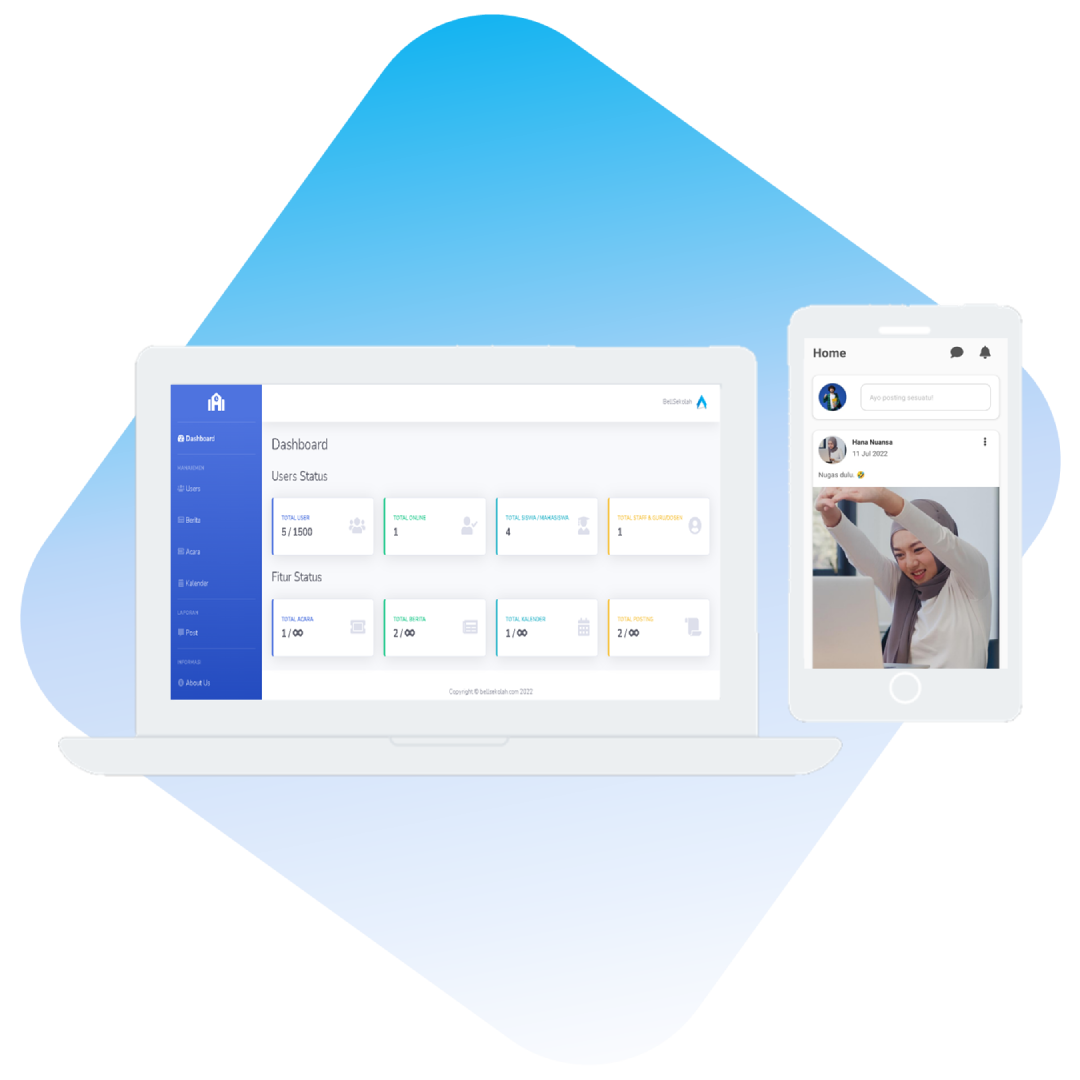 BellSekolah
Dashboard
Users
Berita
Acara
Kalender
LAPORAN
Post
INFORMASI
About Us
Dashboard
Users Status
TOTAL USER
5 / 1500
TOTAL ONLINE
1
TOTAL SISWA / MAHASISWA
4
TOTAL STAFF & GURU/DOSEN
1
Fitur Status
TOTAL ACARA
1 / ∞
TOTAL BERITA
2 / ∞
TOTAL KALENDER
1 / ∞
TOTAL POSTING
2 / ∞
Copyright © bellsekolah.com 2022
Home
Ayo posting sesuatu!
Hana Nuansa
11 Jul 2022
Nugas dulu. 🤣